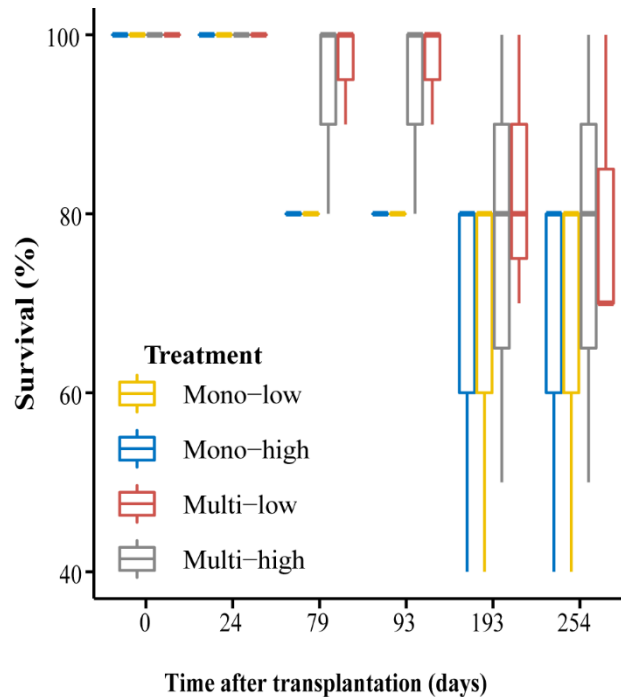 100
80
60
40
Survival (%)
Treatment
Mono−low
Mono−high
Multi−low
Multi−high
0 24 79 93 193 254
Time after transplantation (days)